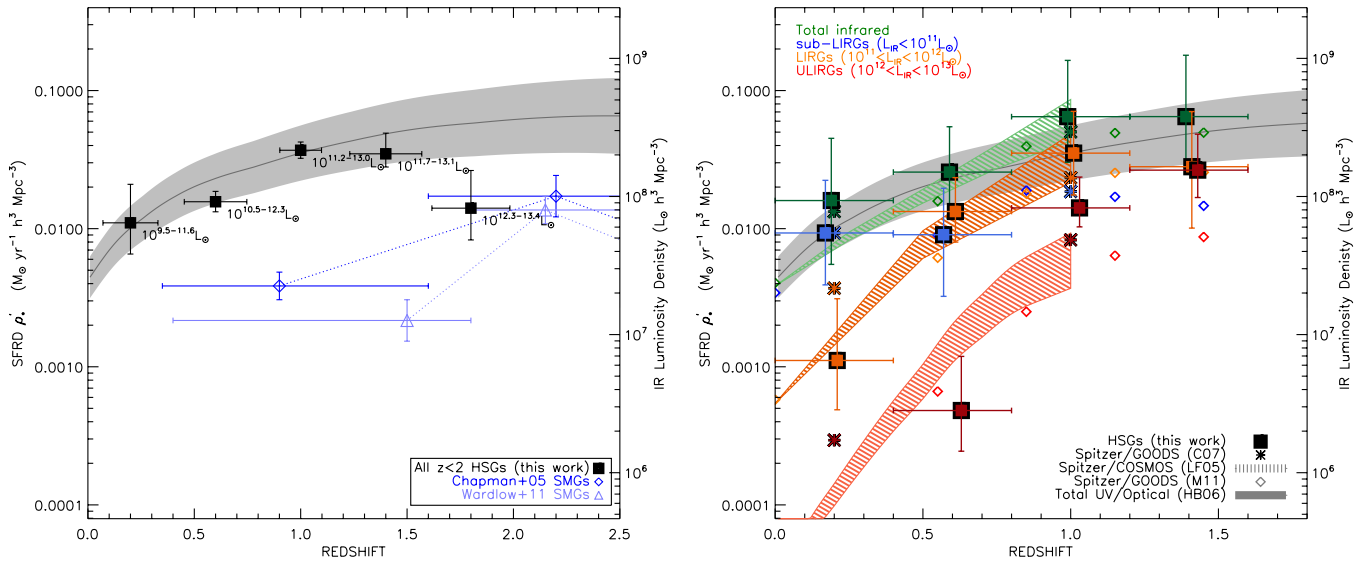 0.1000
0.0100
0.0010
0.0001
SFRD ρ̇ (M⊙ yr⁻¹ h³ Mpc⁻³)
10^9.5−11.6 L⊙
10^10.5−12.3 L⊙
10^11.2−13.0 L⊙
10^11.7−13.1 L⊙
10^12.3−13.4 L⊙
All z<2 HSGs (this work)
Chapman+05 SMGs
Wardlow+11 SMGs
0.0 0.5 1.0 1.5 2.0 2.5
REDSHIFT
10⁹
10⁸
10⁷
10⁶
IR Luminosity Denisty (L⊙ h³ Mpc⁻³)
Total infrared
sub−LIRGs (L_IR<10¹¹L⊙)
LIRGs (10¹¹<L_IR<10¹²L⊙)
ULIRGs (10¹²<L_IR<10¹³L⊙)
0.1000
0.0100
0.0010
0.0001
SFRD ρ̇ (M⊙ yr⁻¹ h³ Mpc⁻³)
HSGs (this work)
Spitzer/GOODS (C07)
Spitzer/COSMOS (LF05)
Spitzer/GOODS (M11)
Total UV/Optical (HB06)
0.0 0.5 1.0 1.5
REDSHIFT
10⁹
10⁸
10⁷
10⁶
IR Luminosity Denisty (L⊙ h³ Mpc⁻³)